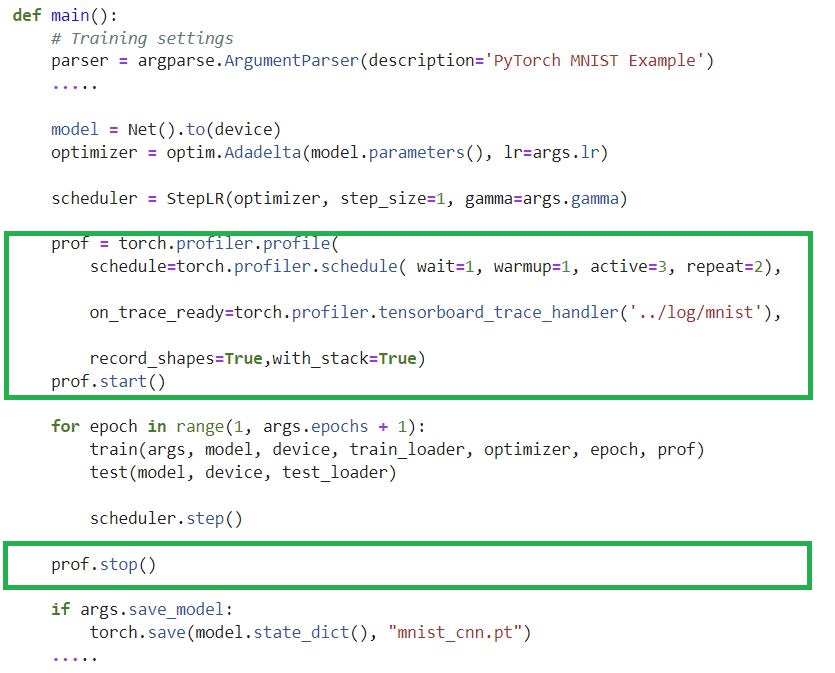 def main():
# Training settings
parser = argparse.ArgumentParser(description='PyTorch MNIST Example')
.....
model = Net().to(device)
optimizer = optim.Adadelta(model.parameters(), lr=args.lr)
scheduler = StepLR(optimizer, step_size=1, gamma=args.gamma)
prof = torch.profiler.profile(
schedule=torch.profiler.schedule( wait=1, warmup=1, active=3, repeat=2),
on_trace_ready=torch.profiler.tensorboard_trace_handler('../log/mnist'),
record_shapes=True,with_stack=True)
prof.start()
for epoch in range(1, args.epochs + 1):
train(args, model, device, train_loader, optimizer, epoch, prof)
test(model, device, test_loader)
scheduler.step()
prof.stop()
if args.save_model:
torch.save(model.state_dict(), "mnist_cnn.pt")
.....